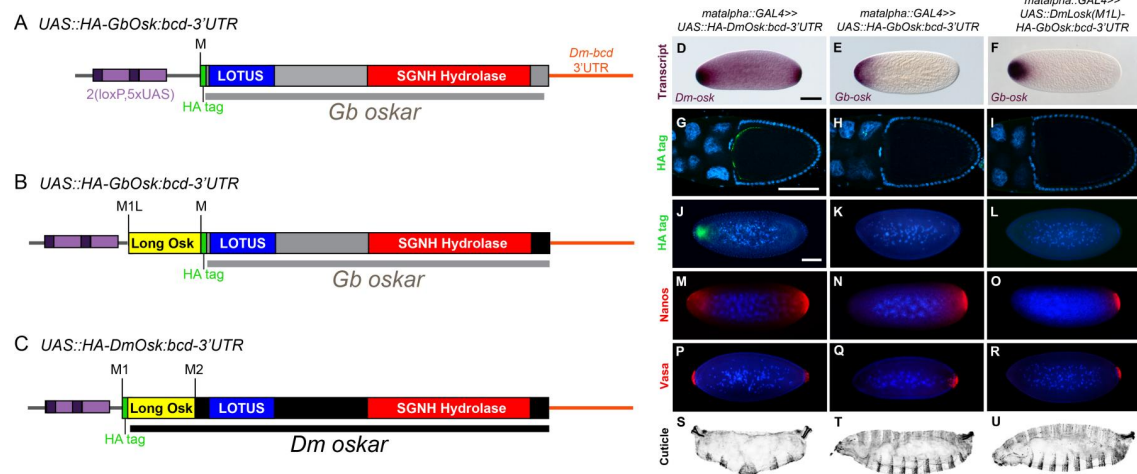 A UAS::HA-GbOsk:bcd-3'UTR
M
LOTUS
SGNH Hydrolase
Dm-bcd
3'UTR
2(loxP,5xUAS)
HA tag
Gb oskar
B UAS::HA-GbOsk:bcd-3'UTR
M1L
M
Long Osk
LOTUS
SGNH Hydrolase
HA tag
Gb oskar
C UAS::HA-DmOsk:bcd-3'UTR
M1
M2
Long Osk
LOTUS
SGNH Hydrolase
HA tag
Dm oskar
matalpha::GAL4>>
UAS::HA-DmOsk:bcd-3'UTR
matalpha::GAL4>>
UAS::HA-GbOsk:bcd-3'UTR
matalpha::GAL4>>
UAS::DmLosk(M1L)-
HA-GbOsk:bcd-3'UTR
Transcript
D
Dm-osk
E
Gb-osk
F
Gb-osk
HA tag
G
H
I
HA tag
J
K
L
Nanos
M
N
O
Vasa
P
Q
R
Cuticle
S
T
U